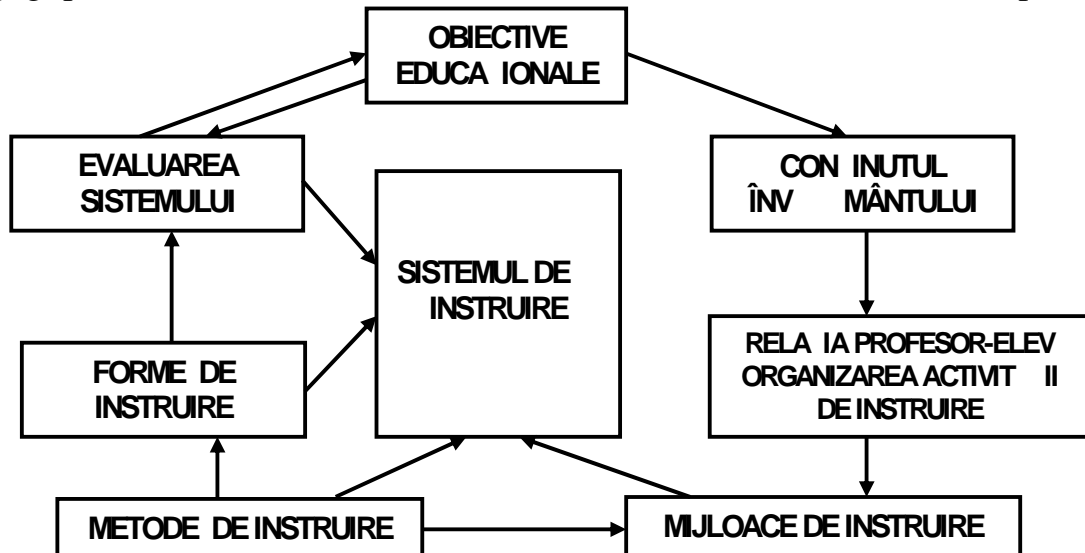 OBIECTIVE
EDUCA IONALE
EVALUAREA
SISTEMULUI
CON INUTUL
ÎNV MÂNTULUI
SISTEMUL DE
INSTRUIRE
FORME DE
INSTRUIRE
RELA IA PROFESOR-ELEV
ORGANIZAREA ACTIVIT II
DE INSTRUIRE
METODE DE INSTRUIRE
MIJLOACE DE INSTRUIRE